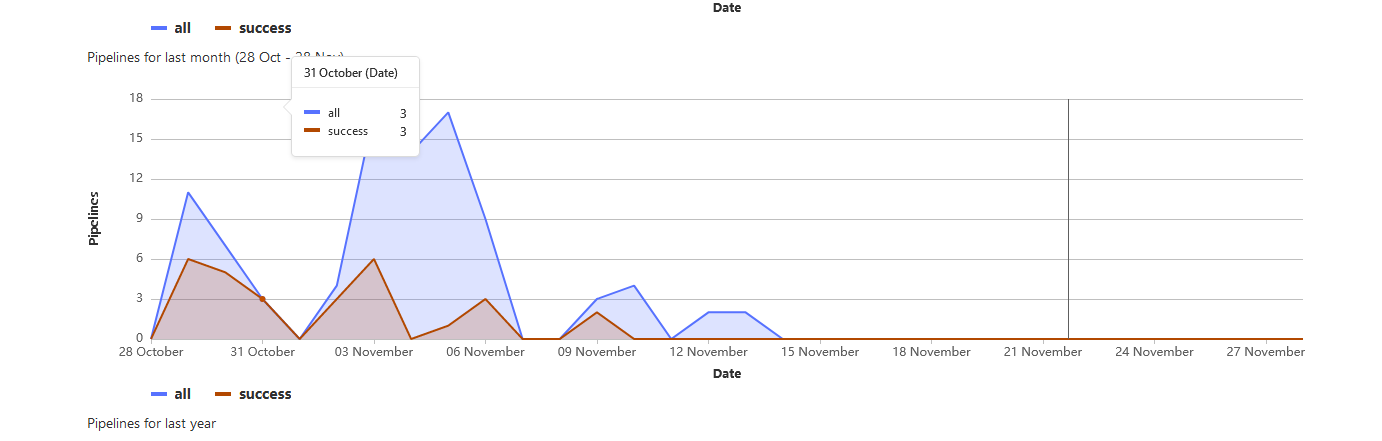 Date
all success
Pipelines for last month (28 Oct - 28 Nov)
31 October (Date)
all 3
success 3
18
15
12
9
6
3
0
Pipelines
28 October 31 October 03 November 06 November 09 November 12 November 15 November 18 November 21 November 24 November 27 November
Date
all success
Pipelines for last year